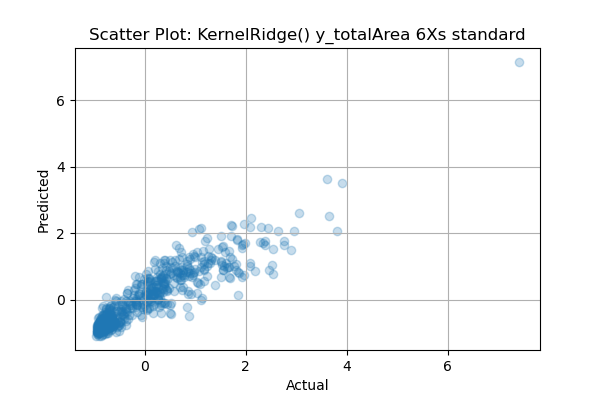 Scatter Plot: KernelRidge() y_totalArea 6Xs standard
6
4
2
0
Predicted
0 2 4 6
Actual